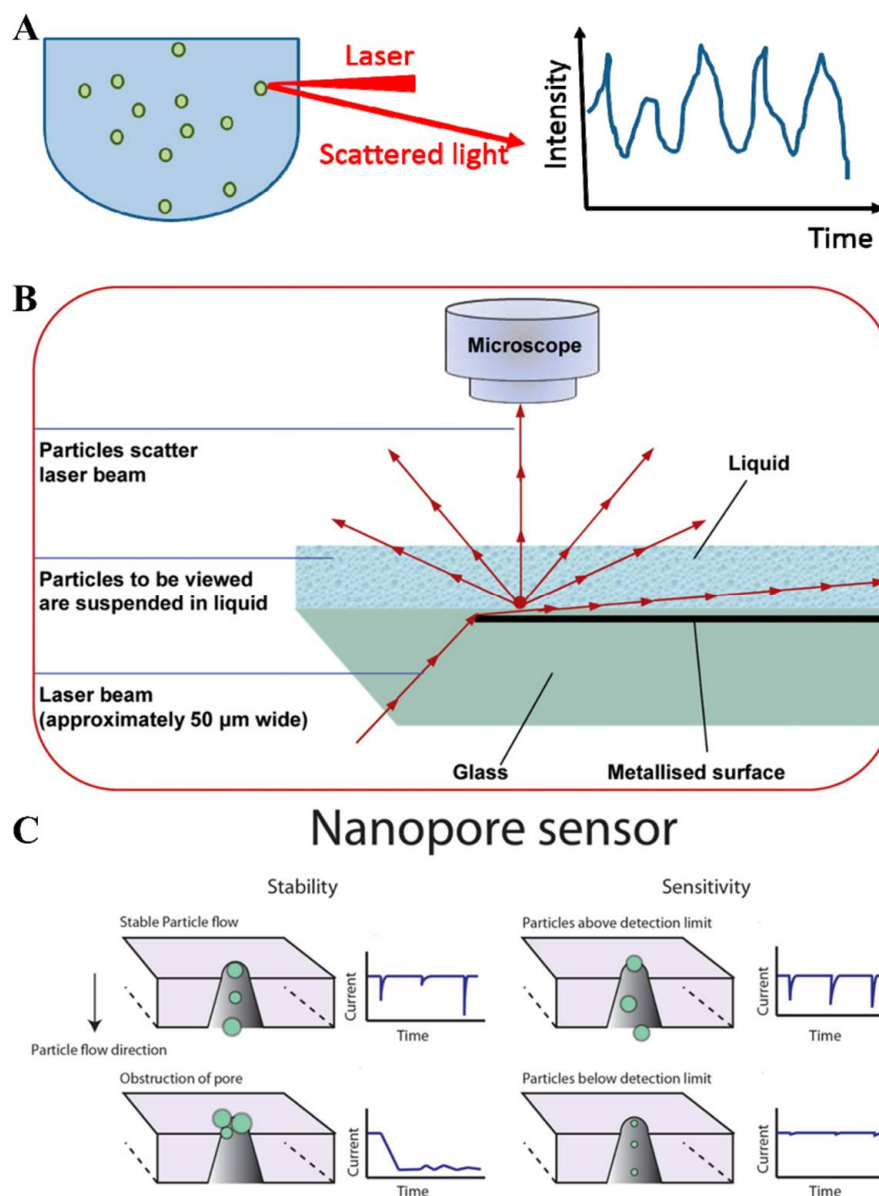 A
Laser
Scattered light
Intensity
Time
B
Microscope
Particles scatter
laser beam
Liquid
Particles to be viewed
are suspended in liquid
Laser beam
(approximately 50 µm wide)
Glass
Metallised surface
C
Nanopore sensor
Stability
Sensitivity
Stable Particle flow
Particles above detection limit
Current
Current
Time
Time
Particle flow direction
Obstruction of pore
Particles below detection limit
Current
Current
Time
Time